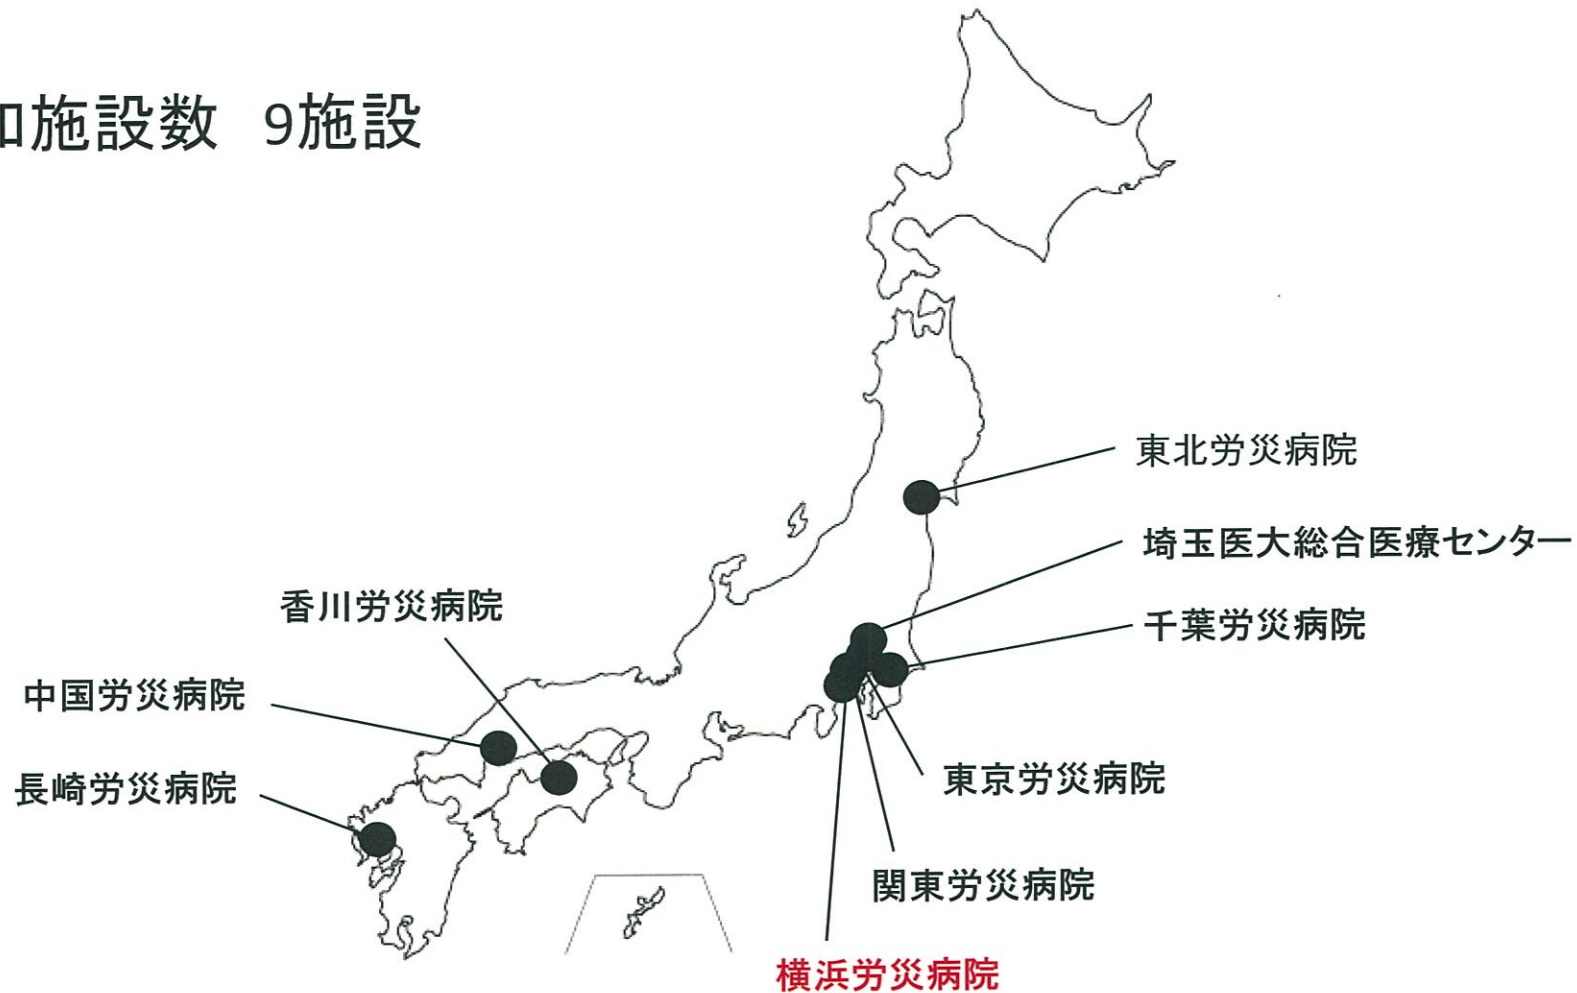 加施設数 9施設
東北労災病院
埼玉医大総合医療センター
香川労災病院
千葉労災病院
中国労災病院
東京労災病院
長崎労災病院
関東労災病院
横浜労災病院